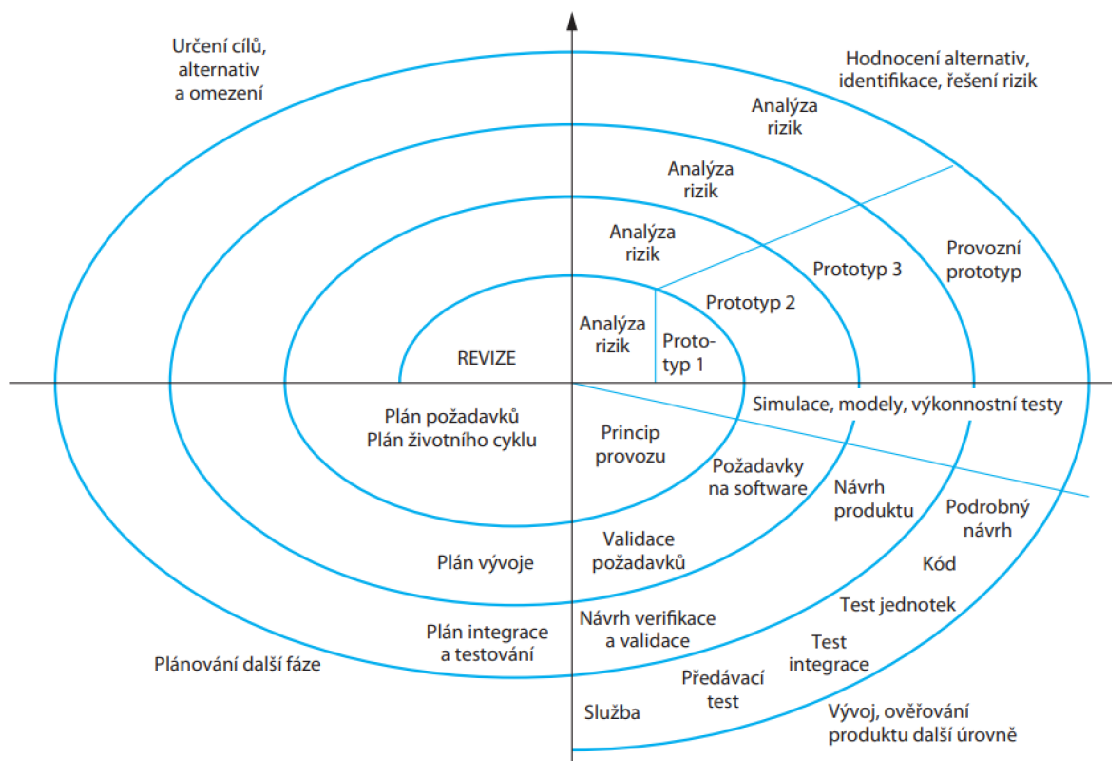 Určení cílů,
alternativ
a omezení
Hodnocení alternativ,
identifikace, řešení rizik
Analýza
rizik
Analýza
rizik
Analýza
rizik
Analýza
rizik
Proto-
typ 1
Prototyp 2
Prototyp 3
Provozní
prototyp
REVIZE
Plán požadavků
Plán životního cyklu
Simulace, modely, výkonnostní testy
Princip
provozu
Požadavky
na software
Návrh
produktu
Podrobný
návrh
Plán vývoje
Validace
požadavků
Kód
Test jednotek
Plán integrace
a testování
Návrh verifikace
a validace
Test
integrace
Plánování další fáze
Předávací
test
Služba
Vývoj, ověřování
produktu další úrovně